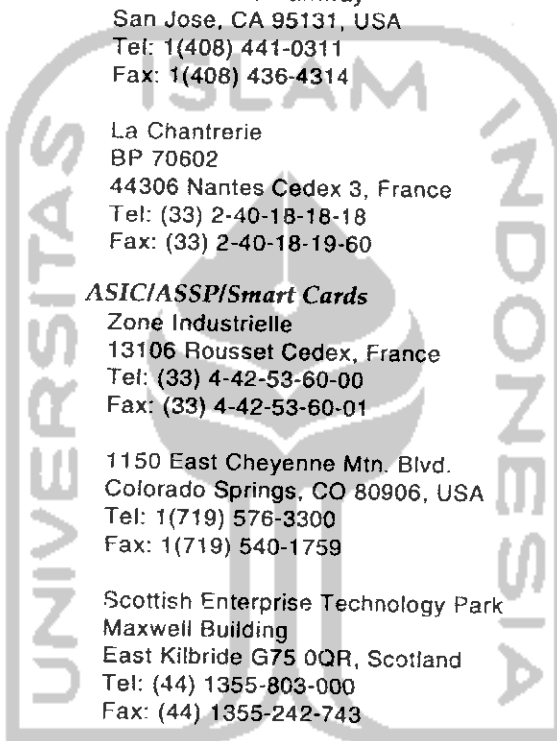 San Jose, CA 95131, USA
Tel: 1(408) 441-0311
Fax: 1(408) 436-4314
La Chantrerie
BP 70602
44306 Nantes Cedex 3, France
Tel: (33) 2-40-18-18-18
Fax: (33) 2-40-18-19-60
ASIC/ASSP/Smart Cards
Zone Industrielle
13106 Rousset Cedex, France
Tel: (33) 4-42-53-60-00
Fax: (33) 4-42-53-60-01
1150 East Cheyenne Mtn. Blvd.
Colorado Springs, CO 80906, USA
Tel: 1(719) 576-3300
Fax: 1(719) 540-1759
Scottish Enterprise Technology Park
Maxwell Building
East Kilbride G75 0QR, Scotland
Tel: (44) 1355-803-000
Fax: (44) 1355-242-743
UNIVERSITAS
ISLAM
INDONESIA